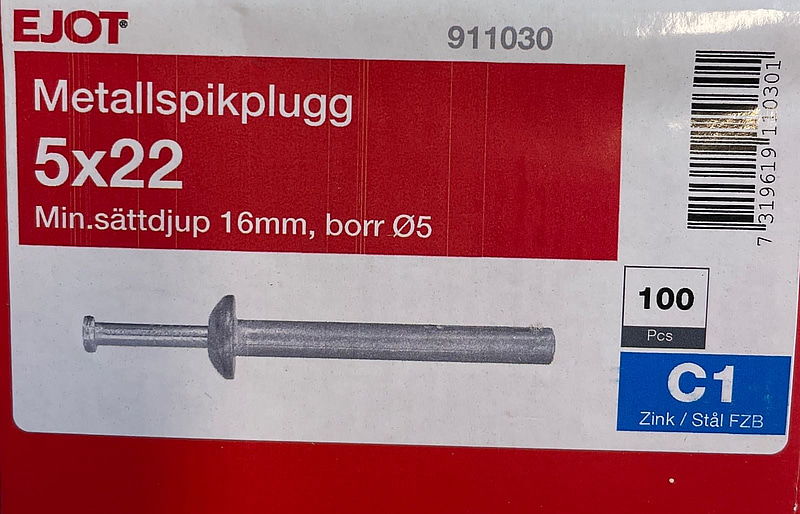 EJOT®
911030
Metallspikplugg
5x22
Min.sättdjup 16mm, borr Ø5
7 319619 110301
100
Pcs
C1
Zink / Stål FZB